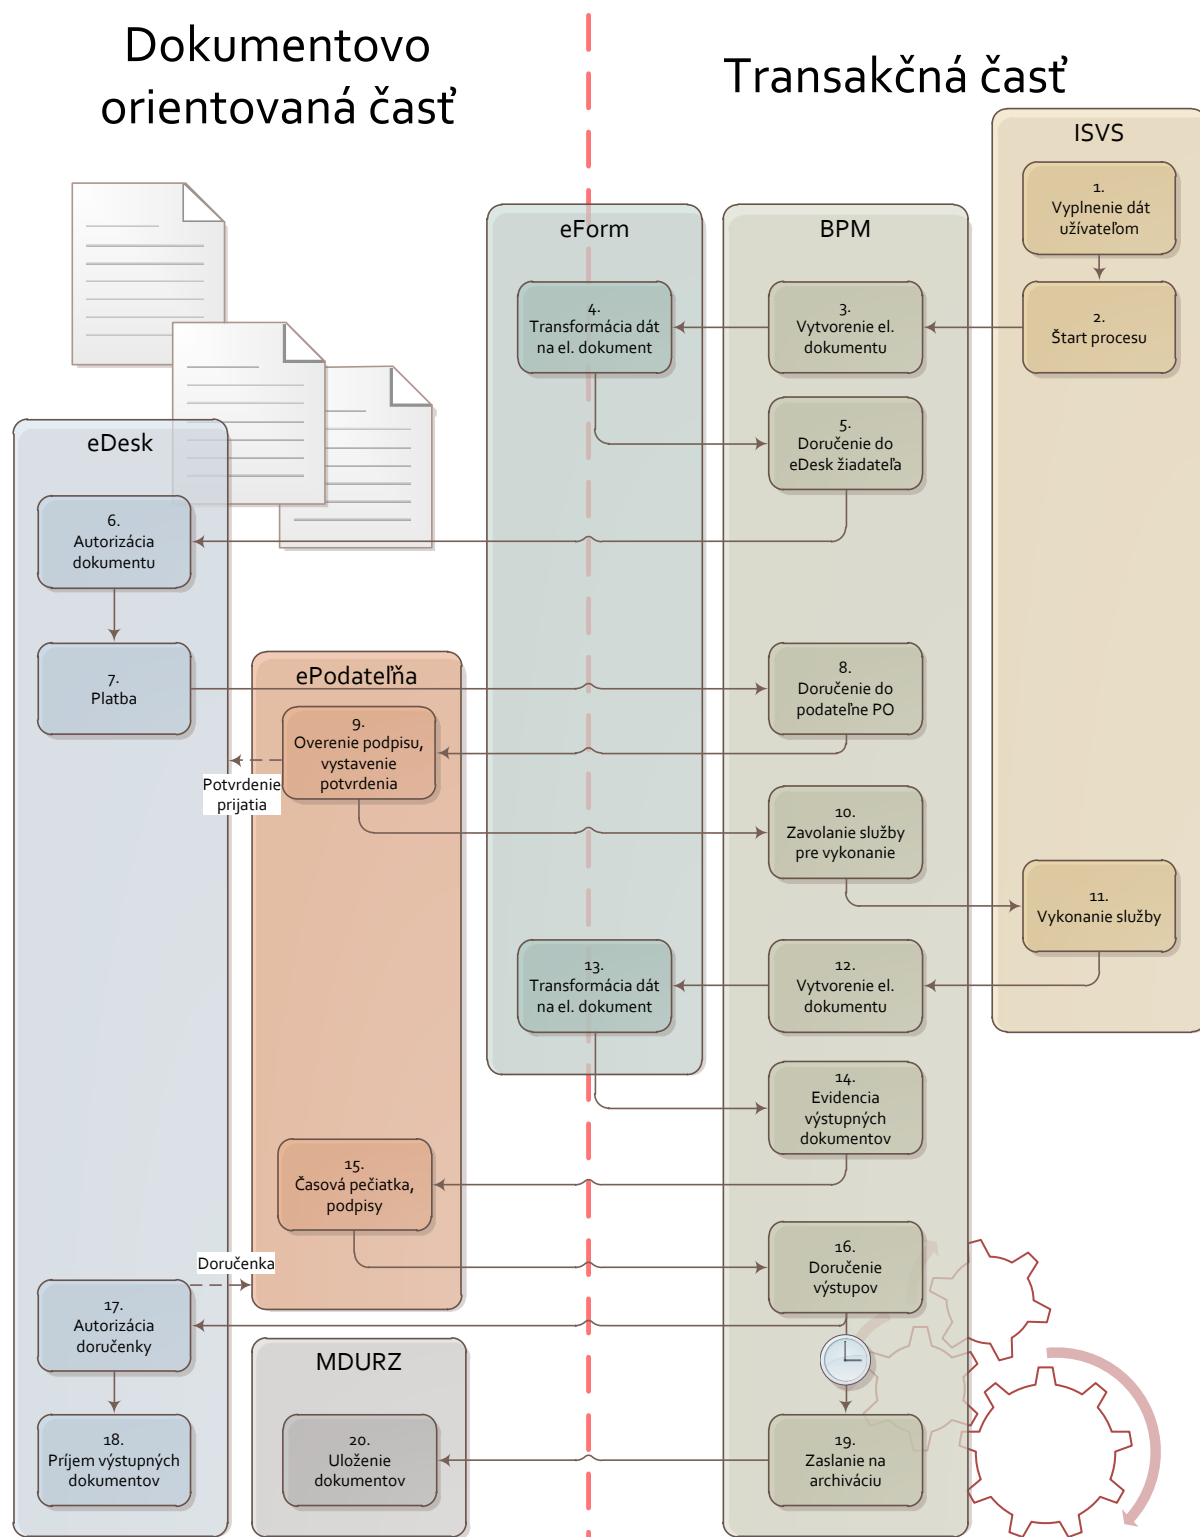 Dokumentovo
orientovaná časť
Transakčná časť
ISVS
1.
Vyplnenie dát
užívateľom
2.
Štart procesu
eForm
BPM
4.
Transformácia dát
na el. dokument
3.
Vytvorenie el.
dokumentu
5.
Doručenie do
eDesk žiadateľa
eDesk
6.
Autorizácia
dokumentu
7.
Platba
ePodateľňa
8.
Doručenie do
podateľne PO
9.
Overenie podpisu,
vystavenie
potvrdenia
Potvrdenie
prijatia
10.
Zavolanie služby
pre vykonanie
11.
Vykonanie služby
13.
Transformácia dát
na el. dokument
12.
Vytvorenie el.
dokumentu
14.
Evidencia
výstupných
dokumentov
15.
Časová pečiatka,
podpisy
16.
Doručenie
výstupov
Doručenka
17.
Autorizácia
doručenky
MDURZ
18.
Príjem výstupných
dokumentov
20.
Uloženie
dokumentov
19.
Zaslanie na
archiváciu